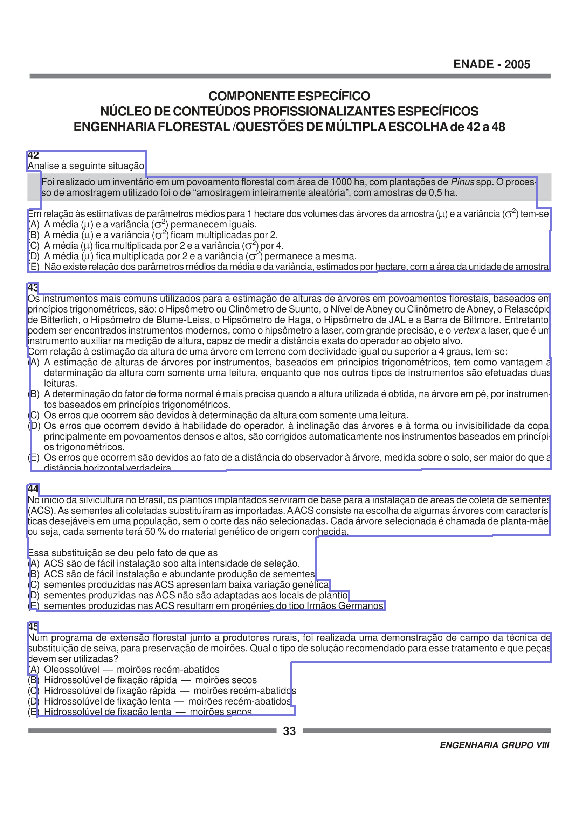 ENADE - 2005
COMPONENTE ESPECÍFICO
NÚCLEO DE CONTEÚDOS PROFISSIONALIZANTES ESPECÍFICOS
ENGENHARIA FLORESTAL /QUESTÕES DE MÚLTIPLA ESCOLHA de 42 a 48
42
Analise a seguinte situação
Foi realizado um inventário em um povoamento florestal com área de 1000 ha, com plantações de Pinus spp. O proces-
so de amostragem utilizado foi o de “amostragem inteiramente aleatória”, com amostras de 0,5 ha.
Em relação às estimativas de parâmetros médios para 1 hectare dos volumes das árvores da amostra (μ) e a variância (σ²) tem-se
(A) A média (μ) e a variância (σ²) permanecem iguais.
(B) A média (μ) e a variância (σ²) ficam multiplicadas por 2.
(C) A média (μ) fica multiplicada por 2 e a variância (σ²) por 4.
(D) A média (μ) fica multiplicada por 2 e a variância (σ²) permanece a mesma.
(E) Não existe relação dos parâmetros médios da média e da variância, estimados por hectare, com a área da unidade de amostra.
43
Os instrumentos mais comuns utilizados para a estimação de alturas de árvores em povoamentos florestais, baseados em
princípios trigonométricos, são: o Hipsômetro ou Clinômetro de Suunto, o Nível de Abney ou Clinômetro de Abney, o Relascópio
de Bitterlich, o Hipsômetro de Blume-Leiss, o Hipsômetro de Haga, o Hipsômetro de JAL e a Barra de Biltmore. Entretanto,
podem ser encontrados instrumentos modernos, como o hipsômetro a laser, com grande precisão, e o vertex a laser, que é um
instrumento auxiliar na medição de altura, capaz de medir a distância exata do operador ao objeto alvo.
Com relação à estimação da altura de uma árvore em terreno com declividade igual ou superior a 4 graus, tem-se:
(A) A estimação de alturas de árvores por instrumentos, baseados em princípios trigonométricos, tem como vantagem a
determinação da altura com somente uma leitura, enquanto que nos outros tipos de instrumentos são efetuadas duas
leituras.
(B) A determinação do fator de forma normal é mais precisa quando a altura utilizada é obtida, na árvore em pé, por instrumen-
tos baseados em princípios trigonométricos.
(C) Os erros que ocorrem são devidos à determinação da altura com somente uma leitura.
(D) Os erros que ocorrem devido à habilidade do operador, à inclinação das árvores e à forma ou invisibilidade da copa,
principalmente em povoamentos densos e altos, são corrigidos automaticamente nos instrumentos baseados em princípi-
os trigonométricos.
(E) Os erros que ocorrem são devidos ao fato de a distância do observador à árvore, medida sobre o solo, ser maior do que a
distância horizontal verdadeira.
44
No início da silvicultura no Brasil, os plantios implantados serviram de base para a instalação de áreas de coleta de sementes
(ACS). As sementes ali coletadas substituíram as importadas. A ACS consiste na escolha de algumas árvores com caracterís-
ticas desejáveis em uma população, sem o corte das não selecionadas. Cada árvore selecionada é chamada de planta-mãe,
ou seja, cada semente terá 50 % do material genético de origem conhecida.
Essa substituição se deu pelo fato de que as
(A) ACS são de fácil instalação sob alta intensidade de seleção.
(B) ACS são de fácil instalação e abundante produção de sementes.
(C) sementes produzidas nas ACS apresentam baixa variação genética.
(D) sementes produzidas nas ACS não são adaptadas aos locais de plantio.
(E) sementes produzidas nas ACS resultam em progênies do tipo Irmãos Germanos.
45
Num programa de extensão florestal junto a produtores rurais, foi realizada uma demonstração de campo da técnica de
substituição de seiva, para preservação de moirões. Qual o tipo de solução recomendado para esse tratamento e que peças
devem ser utilizadas?
(A) Oleossolúvel — moirões recém-abatidos
(B) Hidrossolúvel de fixação rápida — moirões secos
(C) Hidrossolúvel de fixação rápida — moirões recém-abatidos
(D) Hidrossolúvel de fixação lenta — moirões recém-abatidos
(E) Hidrossolúvel de fixação lenta — moirões secos
33
ENGENHARIA GRUPO VIII